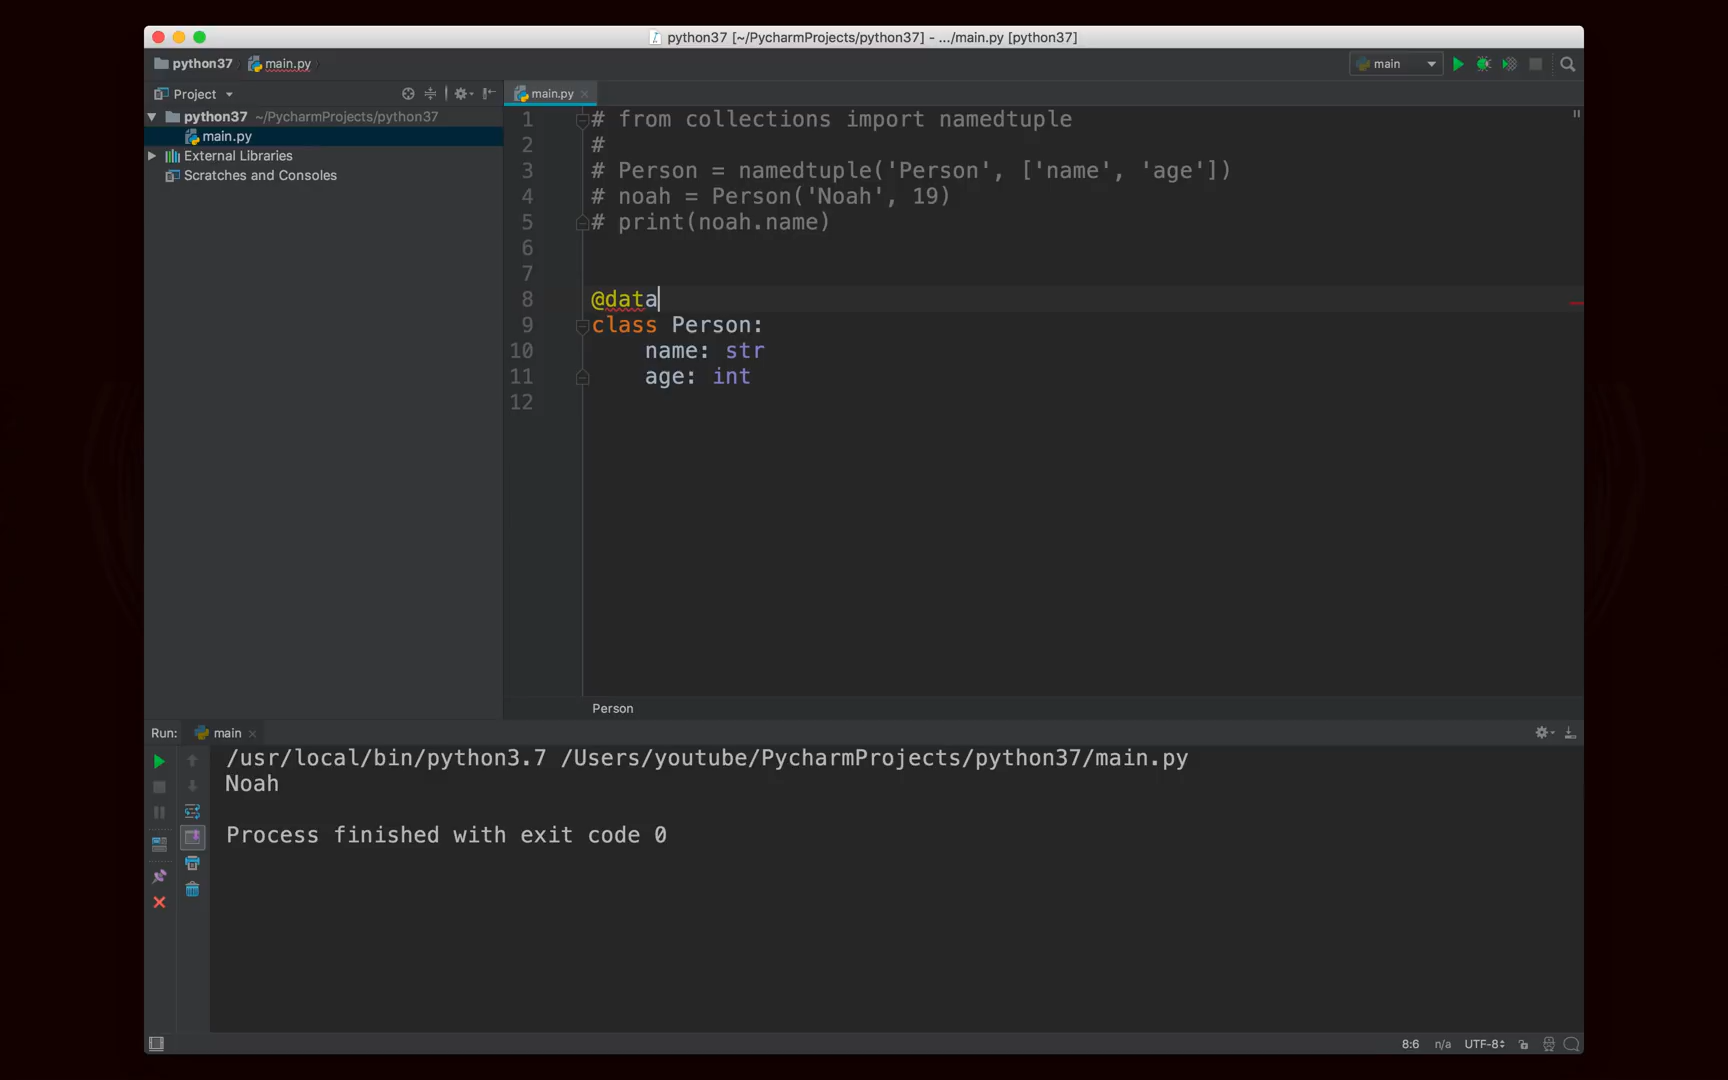 python37 [~/PycharmProjects/python37] - .../main.py [python37]
python37 main.py main
Project main.py
python37 ~/PycharmProjects/python37
main.py
External Libraries
Scratches and Consoles
1 # from collections import namedtuple
2 #
3 # Person = namedtuple('Person', ['name', 'age'])
4 # noah = Person('Noah', 19)
5 # print(noah.name)
6
7
8 @data
9 class Person:
10 name: str
11 age: int
12
Person
Run: main
/usr/local/bin/python3.7 /Users/youtube/PycharmProjects/python37/main.py
Noah
Process finished with exit code 0
8:6 n/a UTF-8